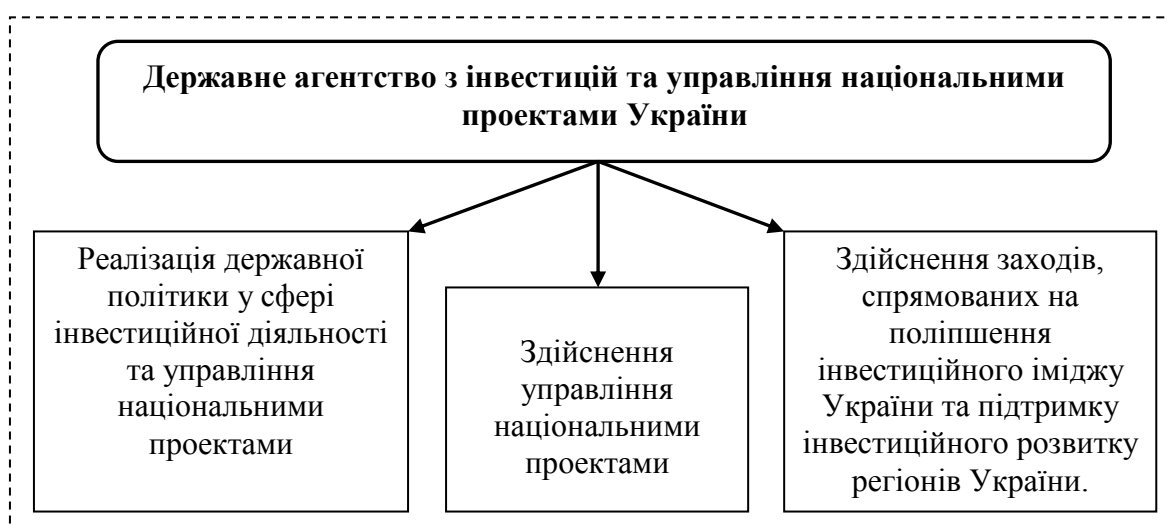 Державне агентство з інвестицій та управління національними
проектами України
Реалізація державної
політики у сфері
інвестиційної діяльності
та управління
національними
проектами
Здійснення
управління
національними
проектами
Здійснення заходів,
спрямованих на
поліпшення
інвестиційного іміджу
України та підтримку
інвестиційного розвитку
регіонів України.